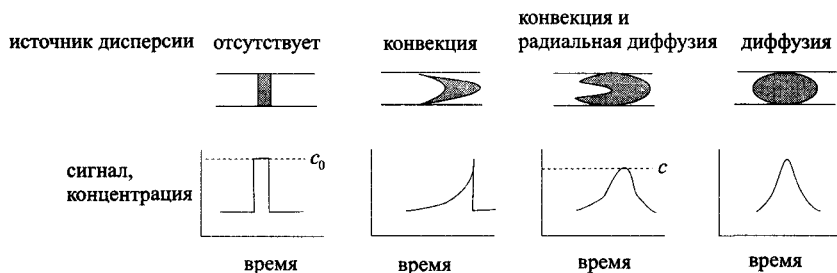 источник дисперсии
отсутствует
конвекция
конвекция и
радиальная диффузия
диффузия
сигнал,
концентрация
c₀
c
время
время
время
время